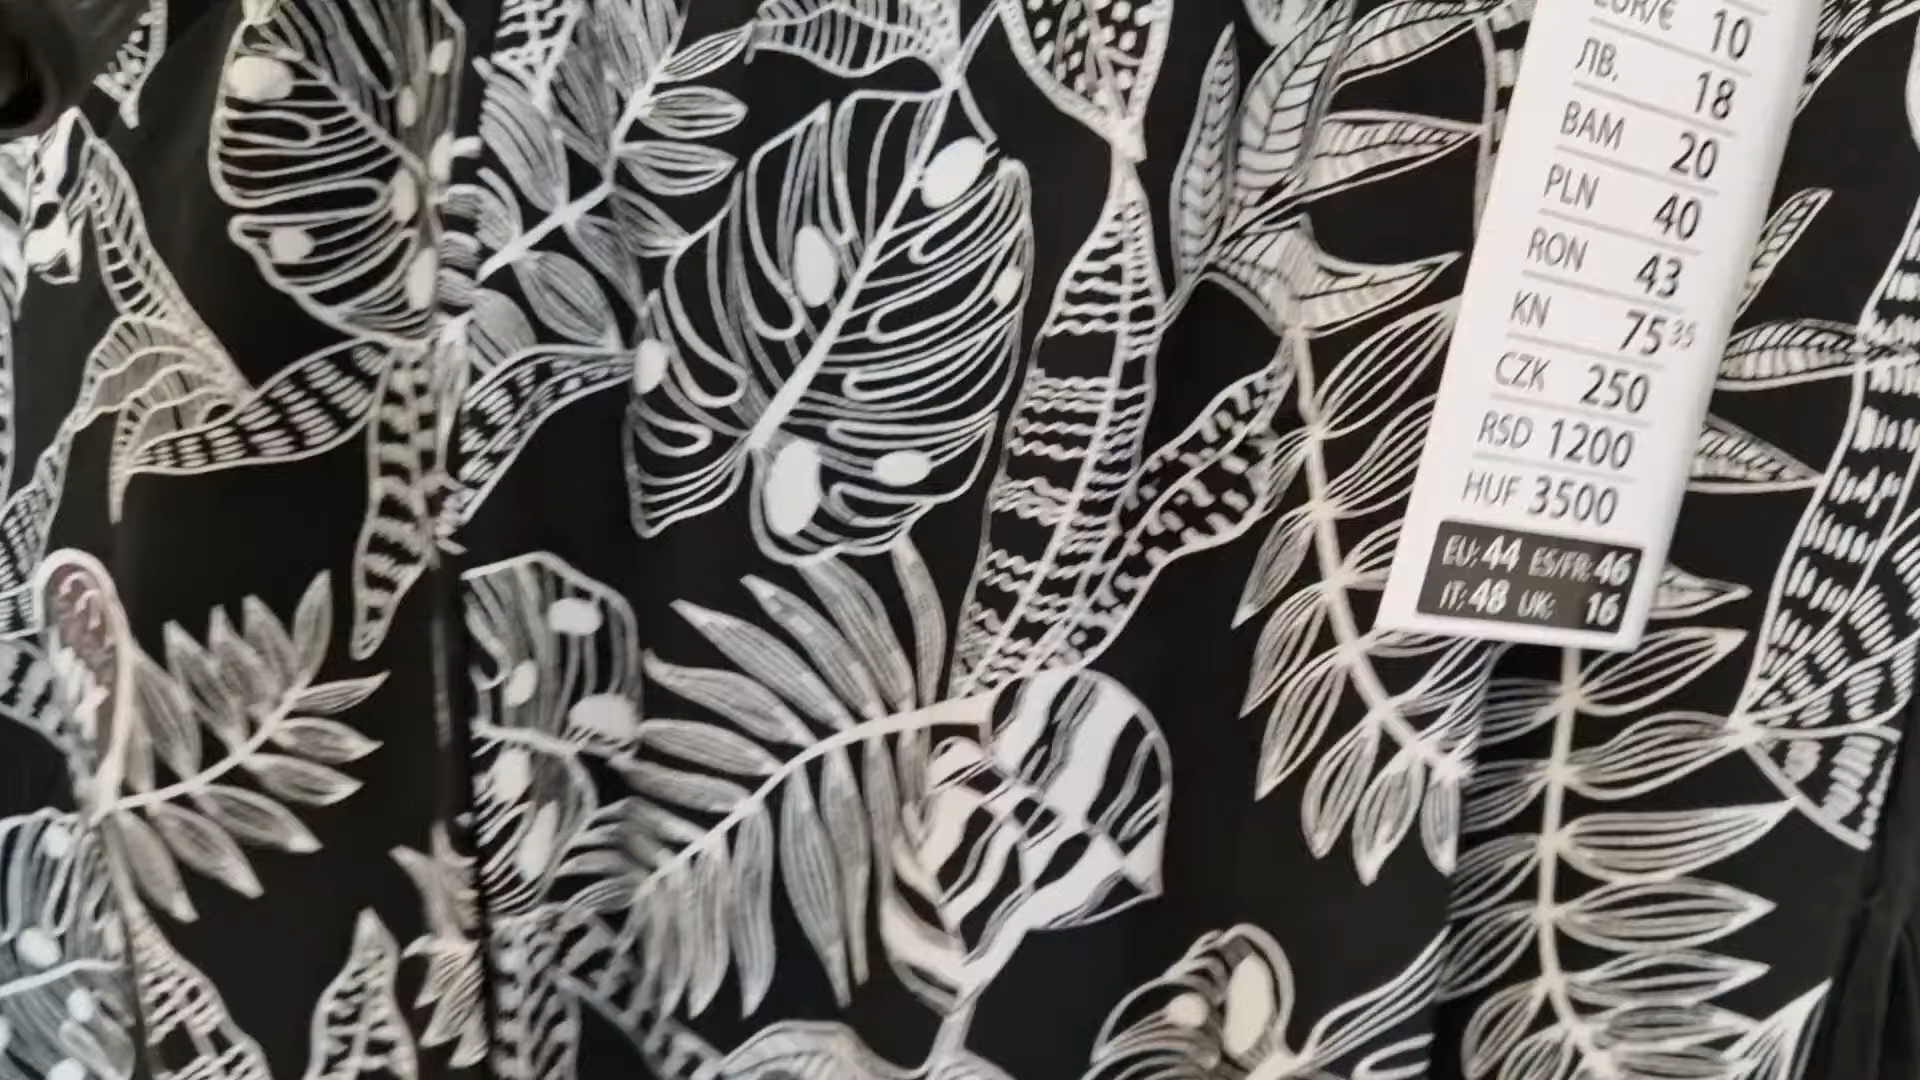 EUR/€ 10
ЛВ. 18
BAM 20
PLN 40
RON 43
KN 75 35
CZK 250
RSD 1200
HUF 3500
EU: 44 ES/FR: 46
IT: 48 UK: 16